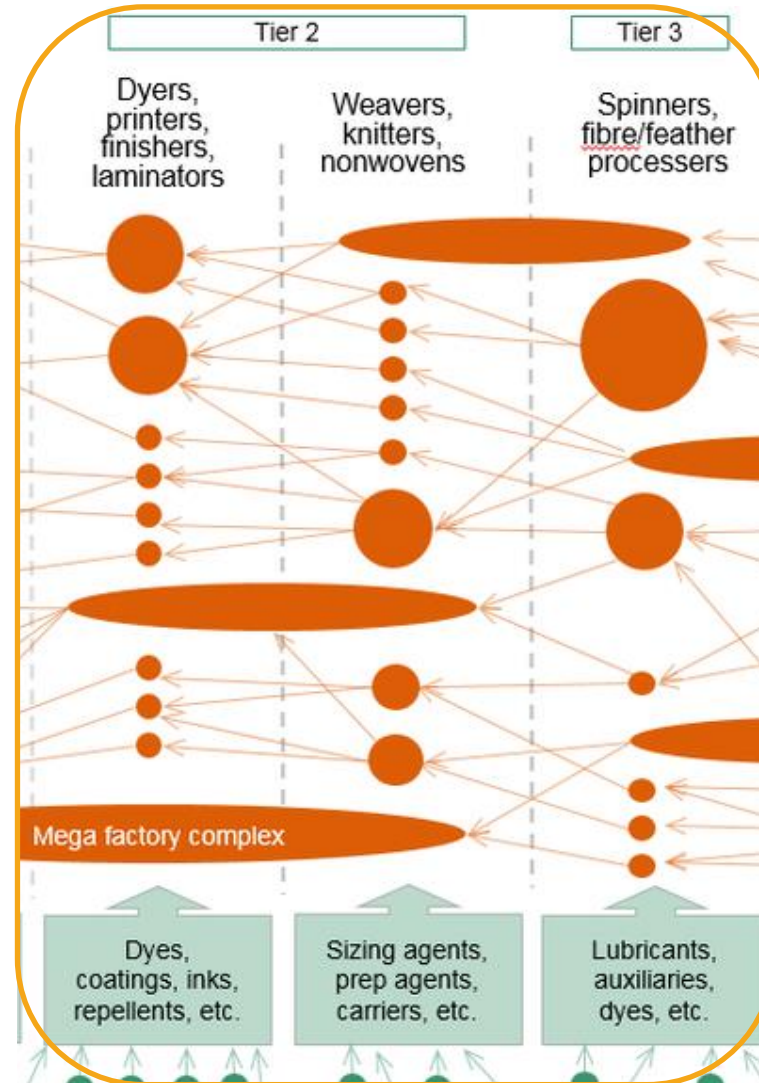 Tier 2
Tier 3
Dyers,
printers,
finishers,
laminators
Weavers,
knitters,
nonwovens
Spinners,
fibre/feather
processers
Mega factory complex
Dyes,
coatings, inks,
repellents, etc.
Sizing agents,
prep agents,
carriers, etc.
Lubricants,
auxiliaries,
dyes, etc.